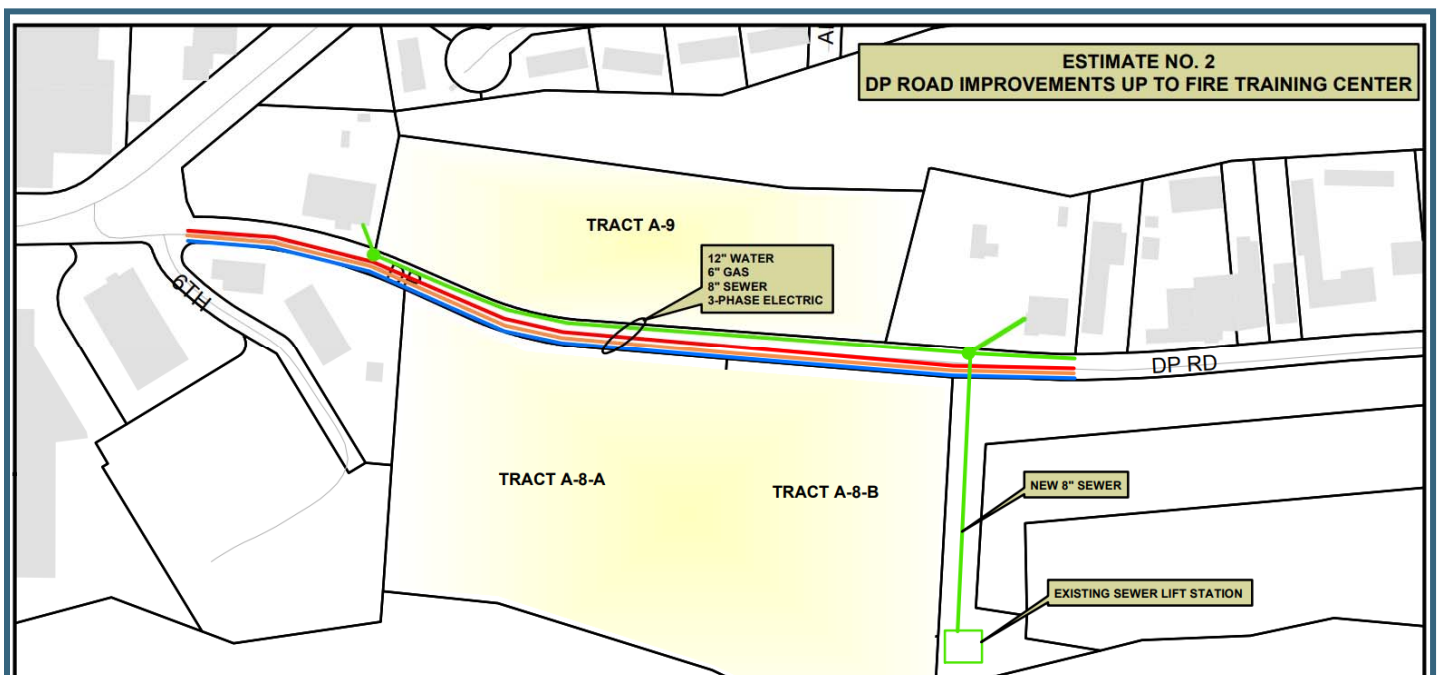 ESTIMATE NO. 2
DP ROAD IMPROVEMENTS UP TO FIRE TRAINING CENTER
TRACT A-9
12" WATER
6" GAS
8" SEWER
3-PHASE ELECTRIC
6TH
DP RD
TRACT A-8-A
TRACT A-8-B
NEW 8" SEWER
EXISTING SEWER LIFT STATION